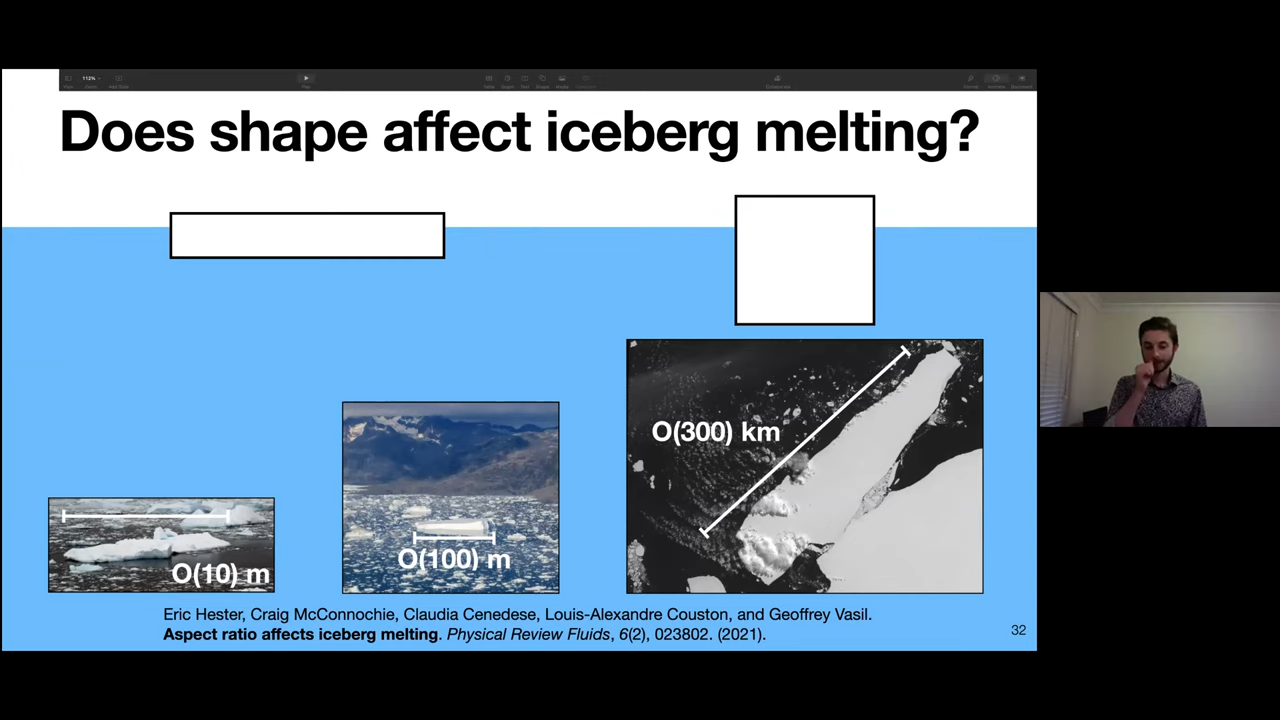 112%
Does shape affect iceberg melting?
O(300) km
O(100) m
O(10) m
Eric Hester, Craig McConnochie, Claudia Cenedese, Louis-Alexandre Couston, and Geoffrey Vasil.
Aspect ratio affects iceberg melting. Physical Review Fluids, 6(2), 023802. (2021).
32